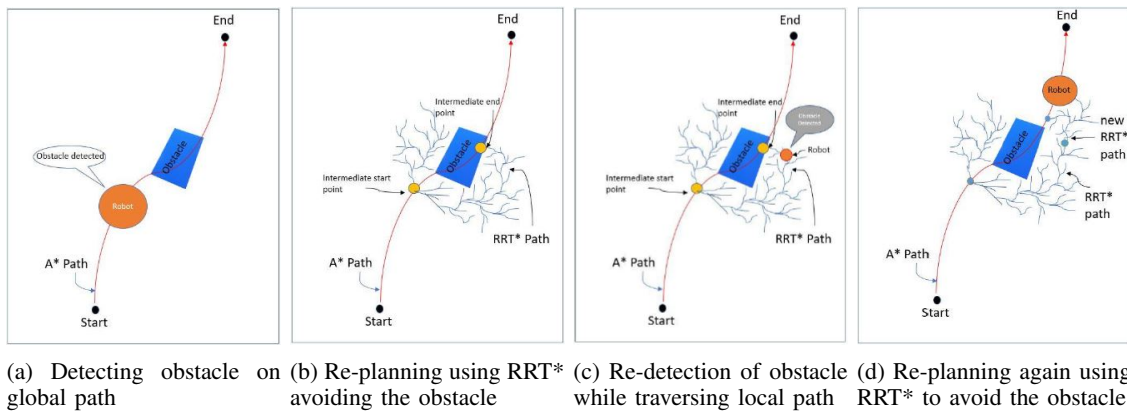 End
Obstacle
Obstacle detected
Robot
A* Path
Start
End
Intermediate end
point
Obstacle
Intermediate start
point
RRT* Path
A* Path
Start
End
Intermediate end
point
Obstacle
detected
Obstacle
Robot
Intermediate start
point
RRT* Path
A* Path
Start
End
Robot
new
RRT*
path
Obstacle
RRT*
path
A* Path
Start
(a) Detecting obstacle on
global path
(b) Re-planning using RRT*
avoiding the obstacle
(c) Re-detection of obstacle
while traversing local path
(d) Re-planning again using
RRT* to avoid the obstacle